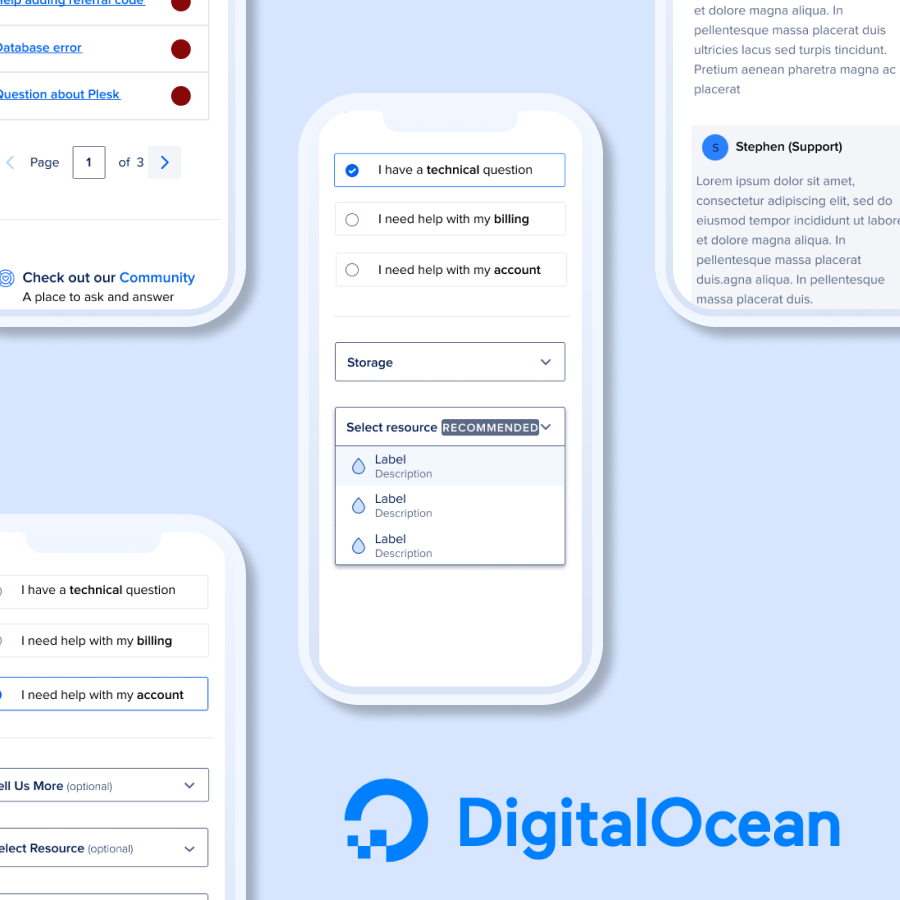 Help adding referral code
Database error
Question about Plesk
Page 1 of 3
Check out our Community
A place to ask and answer
I have a technical question
I need help with my billing
I need help with my account
Storage
Select resource RECOMMENDED
Label
Description
Label
Description
Label
Description
et dolore magna aliqua. In
pellentesque massa placerat duis
ultricies lacus sed turpis tincidunt.
Pretium aenean pharetra magna ac
placerat
S Stephen (Support)
Lorem ipsum dolor sit amet,
consectetur adipiscing elit, sed do
eiusmod tempor incididunt ut labore
et dolore magna aliqua. In
pellentesque massa placerat
duis.agna aliqua. In pellentesque
massa placerat duis.
I have a technical question
I need help with my billing
I need help with my account
ell Us More (optional)
elect Resource (optional)
DigitalOcean